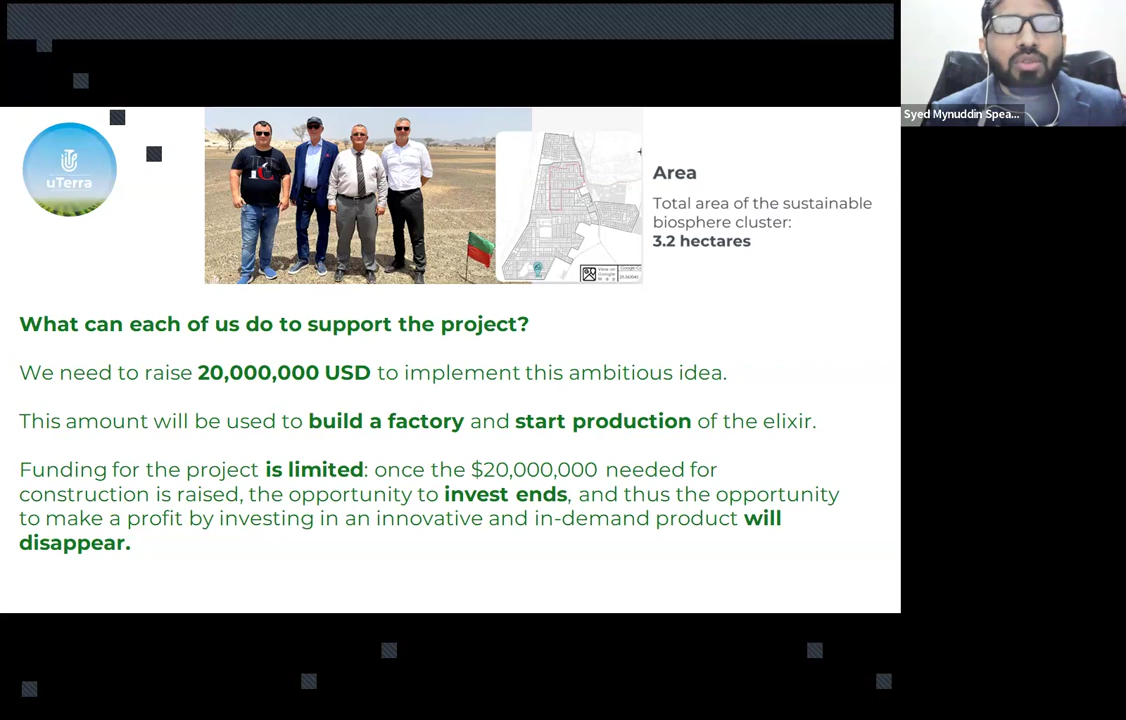 Syed Mynuddin Spea...
uTerra
Area
Total area of the sustainable
biosphere cluster:
3.2 hectares
What can each of us do to support the project?
We need to raise 20,000,000 USD to implement this ambitious idea.
This amount will be used to build a factory and start production of the elixir.
Funding for the project is limited: once the $20,000,000 needed for
construction is raised, the opportunity to invest ends, and thus the opportunity
to make a profit by investing in an innovative and in-demand product will
disappear.